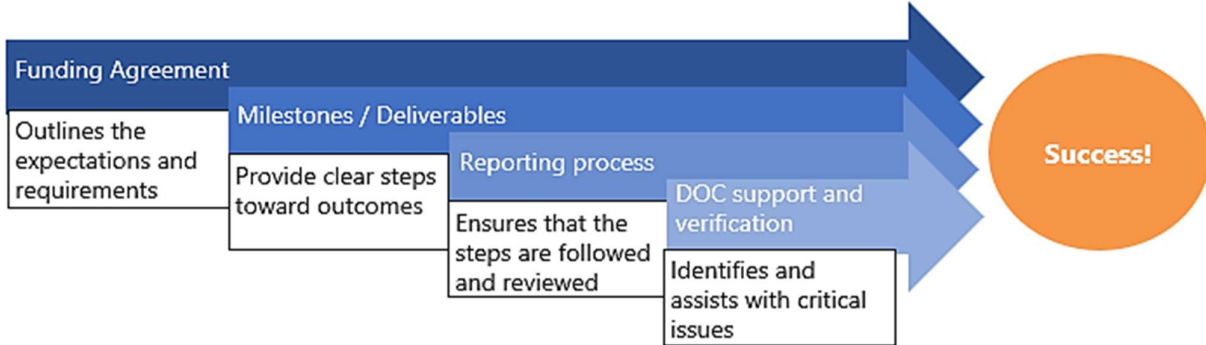 Funding Agreement
Outlines the
expectations and
requirements
Milestones / Deliverables
Provide clear steps
toward outcomes
Reporting process
Ensures that the
steps are followed
and reviewed
DOC support and
verification
Identifies and
assists with critical
issues
Success!